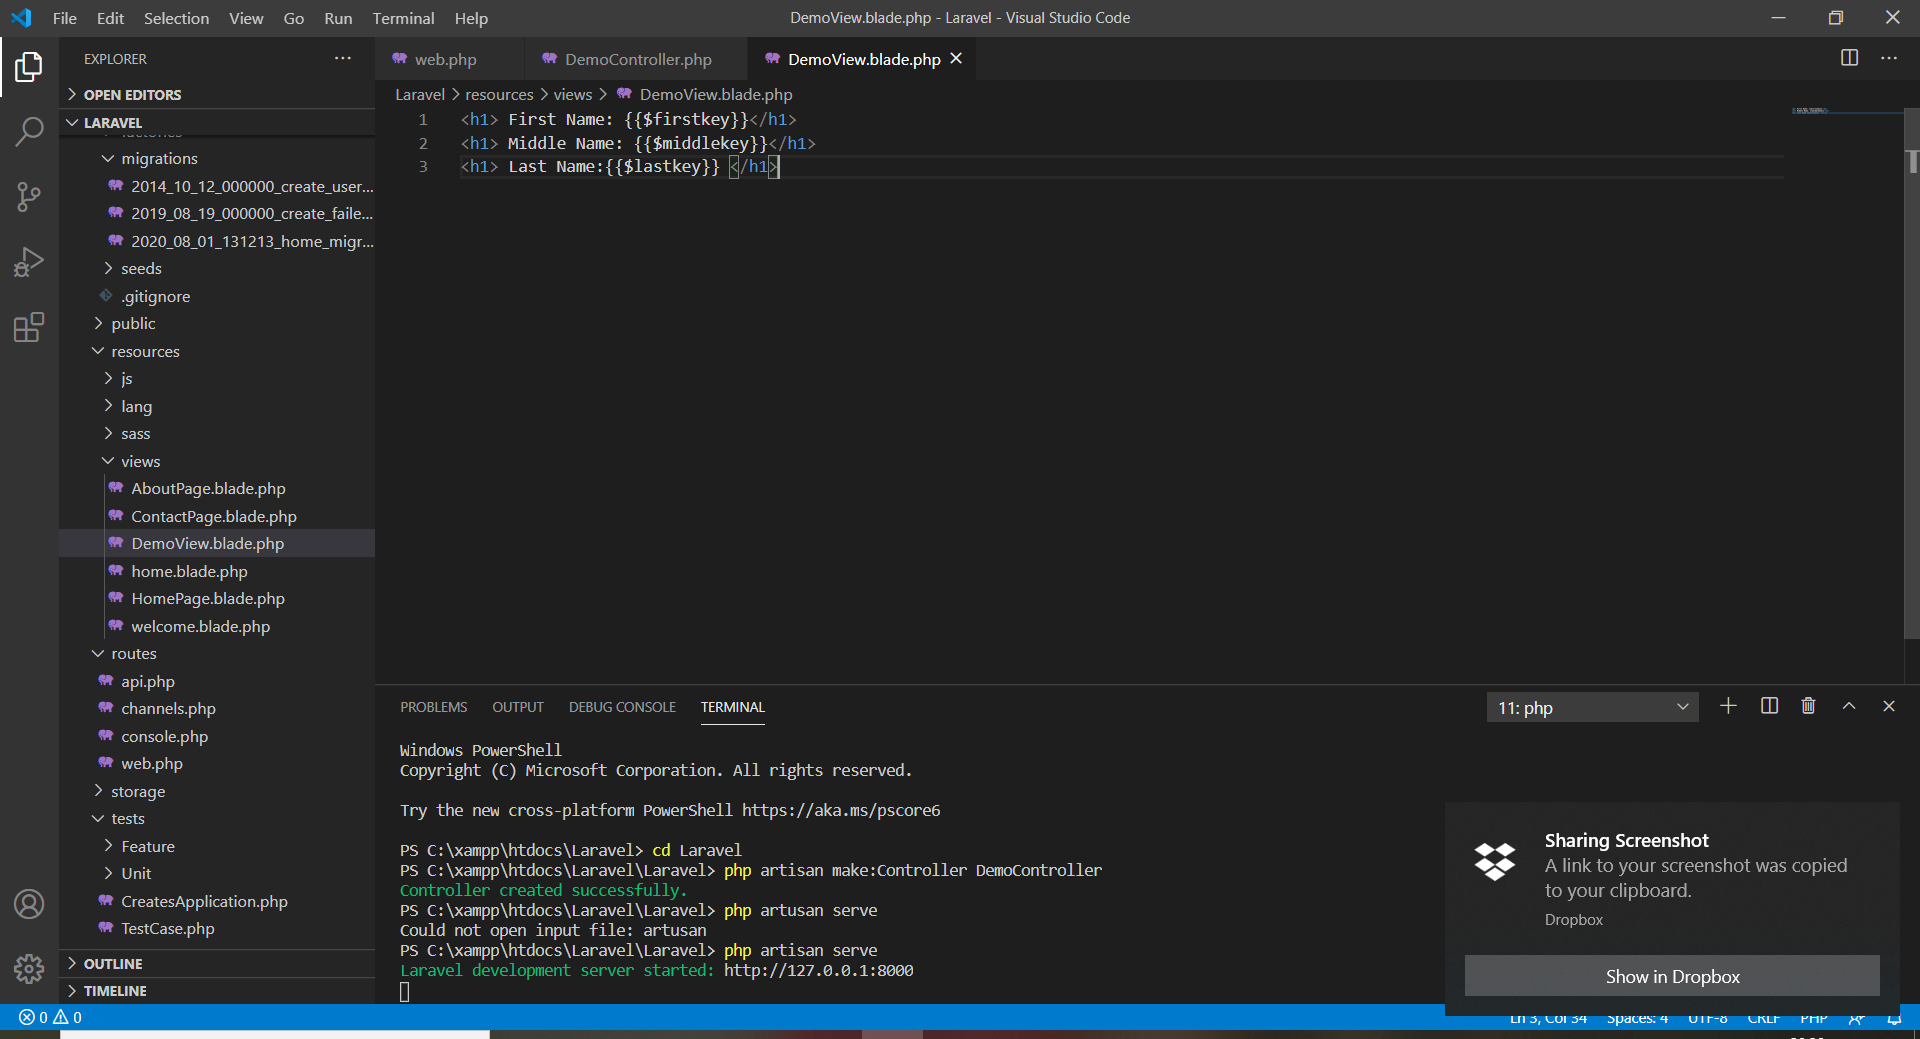 File Edit Selection View Go Run Terminal Help
DemoView.blade.php - Laravel - Visual Studio Code
EXPLORER
OPEN EDITORS
LARAVEL
factories
migrations
2014_10_12_000000_create_user...
2019_08_19_000000_create_faile...
2020_08_01_131213_home_migr...
seeds
.gitignore
public
resources
js
lang
sass
views
AboutPage.blade.php
ContactPage.blade.php
DemoView.blade.php
home.blade.php
HomePage.blade.php
welcome.blade.php
routes
api.php
channels.php
console.php
web.php
storage
tests
Feature
Unit
CreatesApplication.php
TestCase.php
OUTLINE
TIMELINE
web.php DemoController.php DemoView.blade.php
Laravel > resources > views > DemoView.blade.php
1 <h1> First Name: {{$firstkey}}</h1>
2 <h1> Middle Name: {{$middlekey}}</h1>
3 <h1> Last Name:{{$lastkey}} </h1>
PROBLEMS OUTPUT DEBUG CONSOLE TERMINAL
11: php
Windows PowerShell
Copyright (C) Microsoft Corporation. All rights reserved.
Try the new cross-platform PowerShell https://aka.ms/pscore6
PS C:\xampp\htdocs\Laravel> cd Laravel
PS C:\xampp\htdocs\Laravel\Laravel> php artisan make:Controller DemoController
Controller created successfully.
PS C:\xampp\htdocs\Laravel\Laravel> php artusan serve
Could not open input file: artusan
PS C:\xampp\htdocs\Laravel\Laravel> php artisan serve
Laravel development server started: http://127.0.0.1:8000
Sharing Screenshot
A link to your screenshot was copied
to your clipboard.
Dropbox
Show in Dropbox
0 0
Ln 3, Col 34 Spaces: 4 UTF-8 CRLF PHP